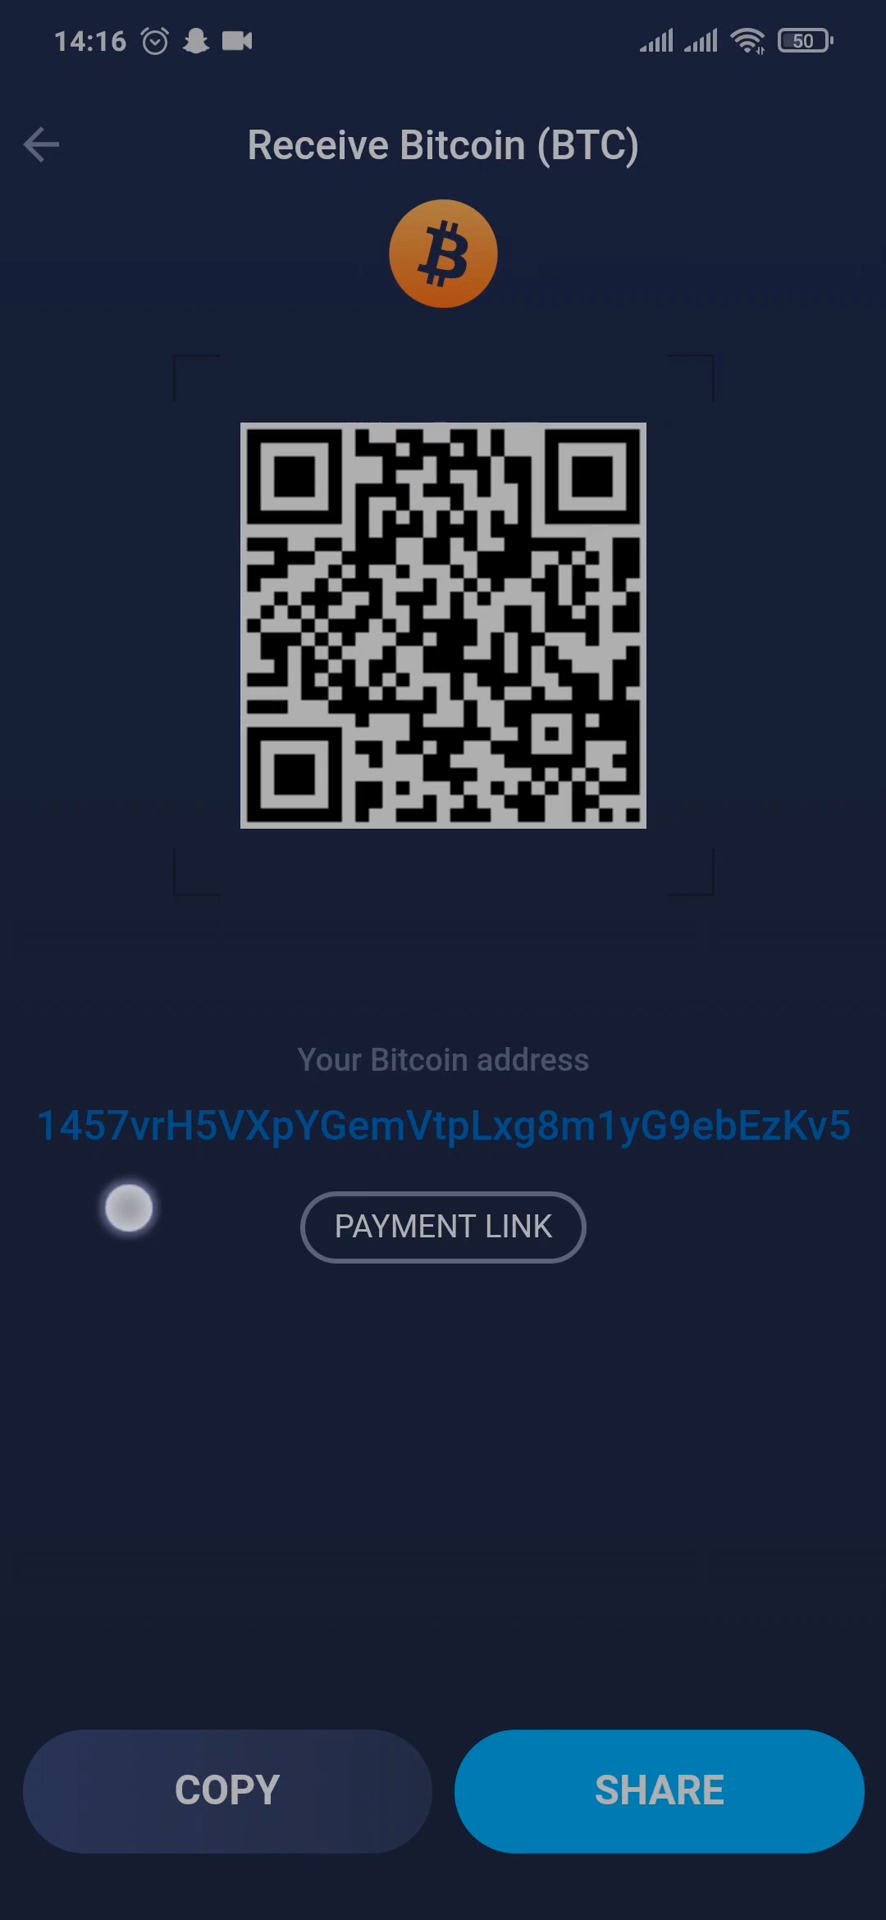 14:16
50
Receive Bitcoin (BTC)
Your Bitcoin address
1457vrH5VXpYGemVtpLxg8m1yG9ebEzKv5
PAYMENT LINK
COPY
SHARE